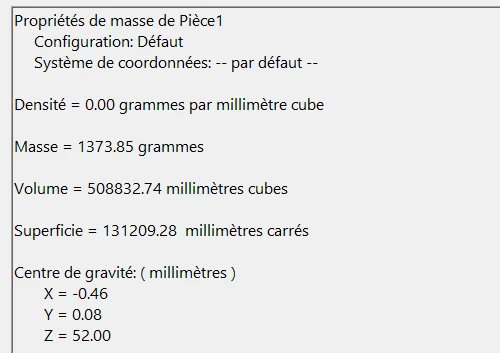 Propriétés de masse de Pièce1
Configuration: Défaut
Système de coordonnées: -- par défaut --
Densité = 0.00 grammes par millimètre cube
Masse = 1373.85 grammes
Volume = 508832.74 millimètres cubes
Superficie = 131209.28 millimètres carrés
Centre de gravité: ( millimètres )
X = -0.46
Y = 0.08
Z = 52.00